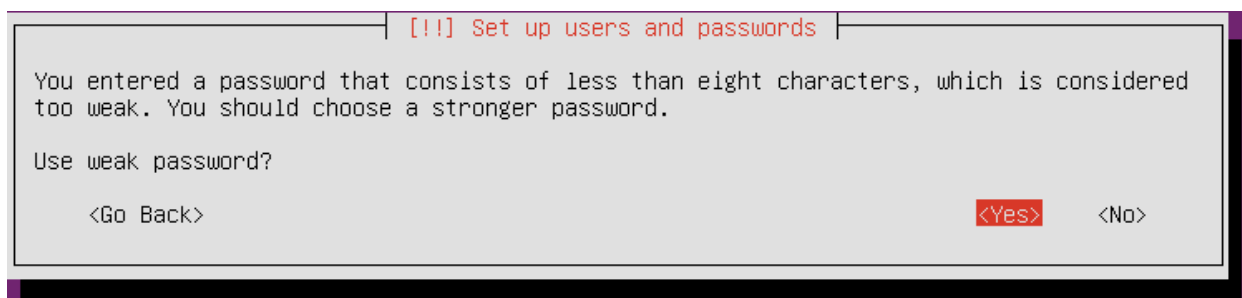 [!!] Set up users and passwords
You entered a password that consists of less than eight characters, which is considered
too weak. You should choose a stronger password.
Use weak password?
<Go Back> <Yes> <No>